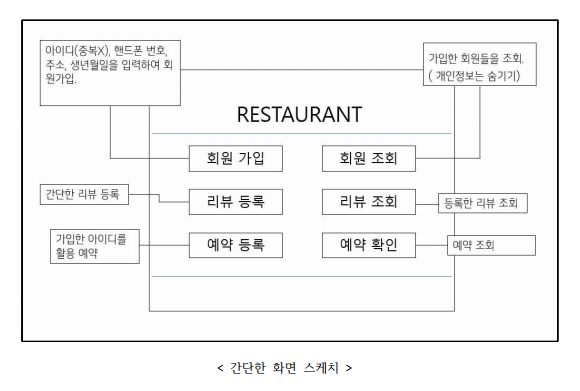 아이디(중복X), 핸드폰 번호,
주소, 생년월일을 입력하여 회
원가입.
가입한 회원들을 조회.
( 개인정보는 숨기기)
RESTAURANT
회원 가입
회원 조회
간단한 리뷰 등록
리뷰 등록
리뷰 조회
등록한 리뷰 조회
가입한 아이디를
활용 예약
예약 등록
예약 확인
예약 조회
< 간단한 화면 스케치 >